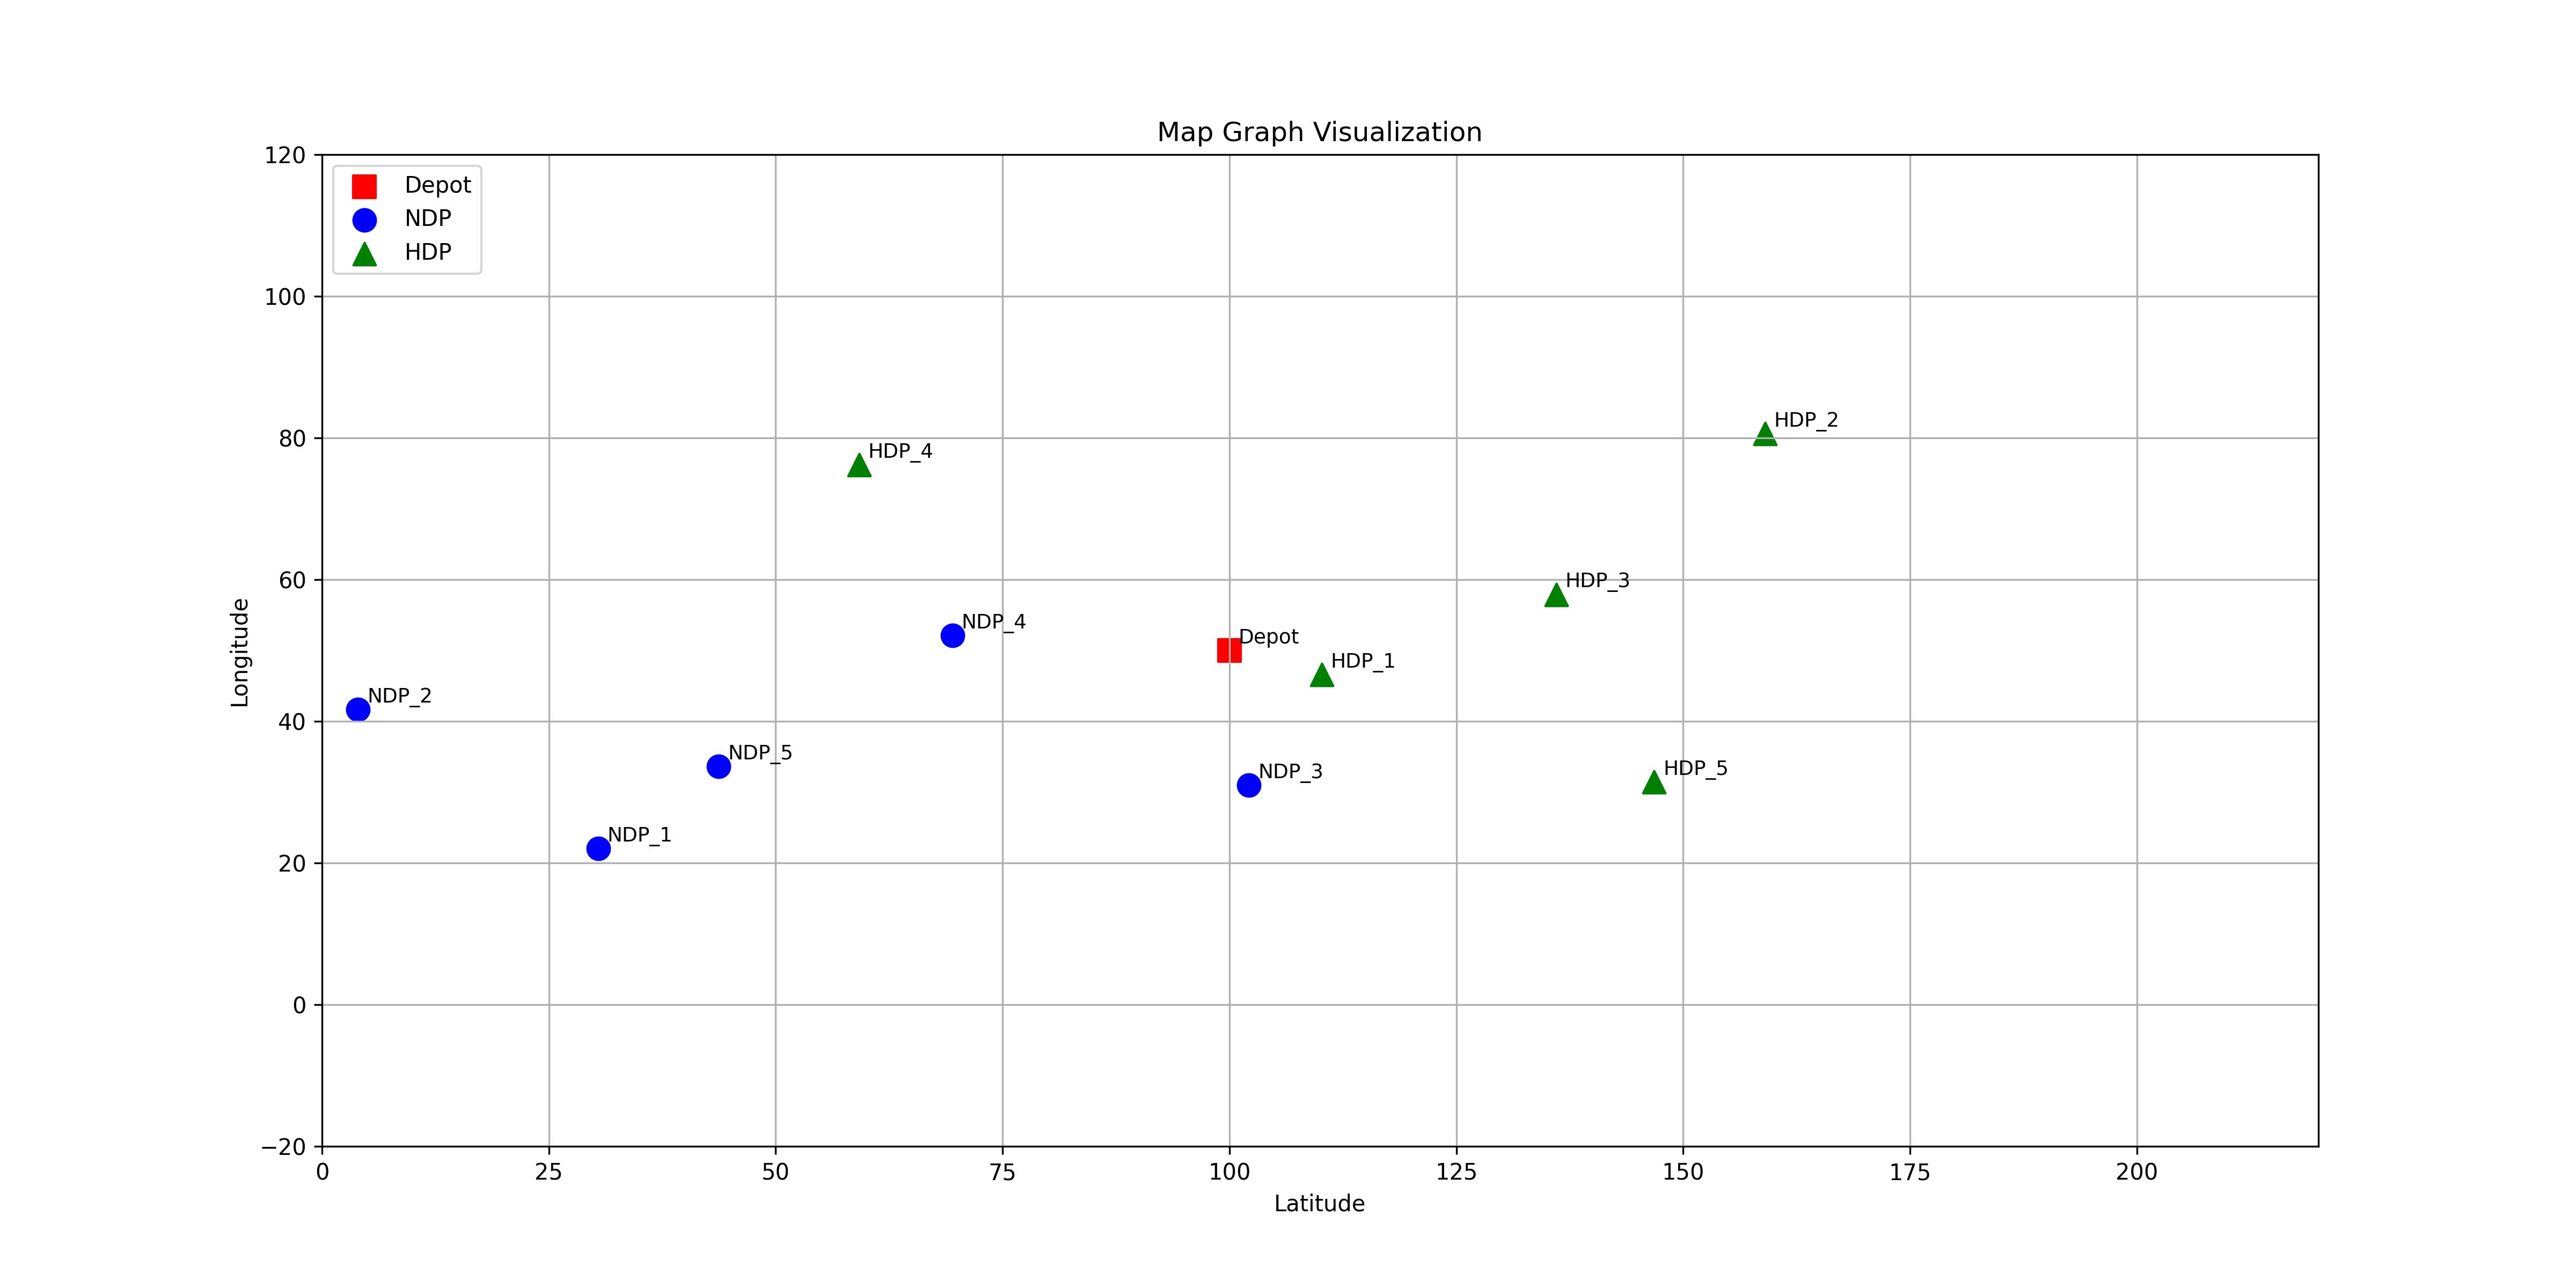 Map Graph Visualization
120
100
80
60
40
20
0
−20
Depot
NDP
HDP
HDP_2
HDP_4
HDP_3
NDP_4
Depot
HDP_1
NDP_2
NDP_5
NDP_3
HDP_5
NDP_1
Longitude
0 25 50 75 100 125 150 175 200
Latitude